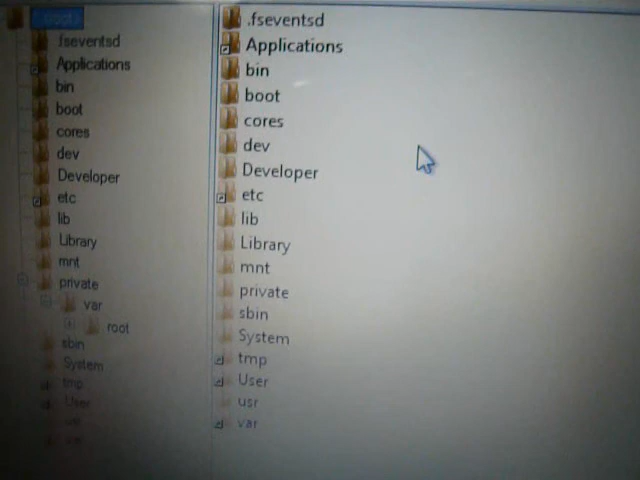 .fseventsd
Applications
bin
boot
cores
dev
Developer
etc
lib
Library
mnt
private
var
root
sbin
System
tmp
User
.fseventsd
Applications
bin
boot
cores
dev
Developer
etc
lib
Library
mnt
private
sbin
System
tmp
User
usr
var